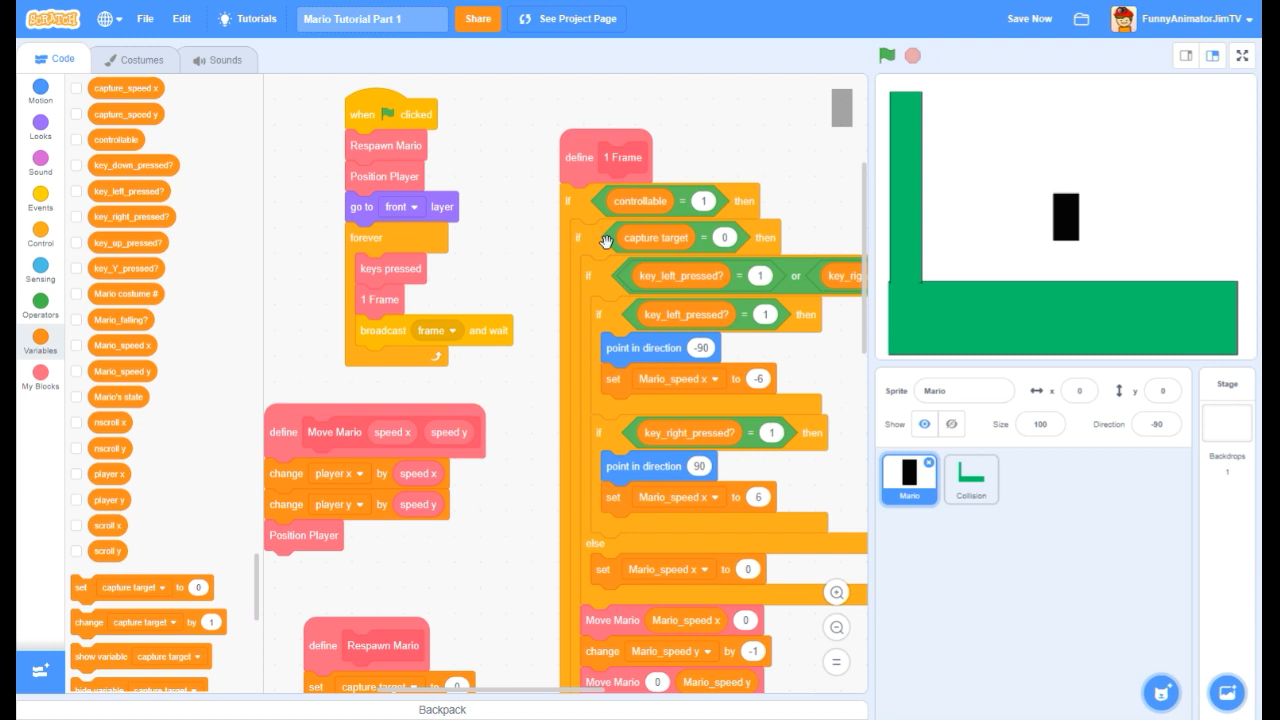 SCRATCH File Edit Tutorials Mario Tutorial Part 1 Share See Project Page Save Now FunnyAnimatorJimTV
Code Costumes Sounds
Motion
Looks
Sound
Events
Control
Sensing
Operators
Variables
My Blocks
capture_speed x
capture_speed y
controllable
key_down_pressed?
key_left_pressed?
key_right_pressed?
key_up_pressed?
key_Y_pressed?
Mario costume #
Mario_falling?
Mario_speed x
Mario_speed y
Mario's state
nscroll x
nscroll y
player x
player y
scroll x
scroll y
set capture target to 0
change capture target by 1
show variable capture target
hide variable capture target
when clicked
Respawn Mario
Position Player
go to front layer
forever
keys pressed
1 Frame
broadcast frame and wait
define Move Mario speed x speed y
change player x by speed x
change player y by speed y
Position Player
define Respawn Mario
set capture target to 0
define 1 Frame
if controllable = 1 then
if capture target = 0 then
if key_left_pressed? = 1 or key_rig
if key_left_pressed? = 1 then
point in direction -90
set Mario_speed x to -6
if key_right_pressed? = 1 then
point in direction 90
set Mario_speed x to 6
else
set Mario_speed x to 0
Move Mario Mario_speed x 0
change Mario_speed y by -1
Move Mario 0 Mario_speed y
Sprite Mario x 0 y 0
Show Size 100 Direction -90
Mario Collision
Stage
Backdrops
1
Backpack